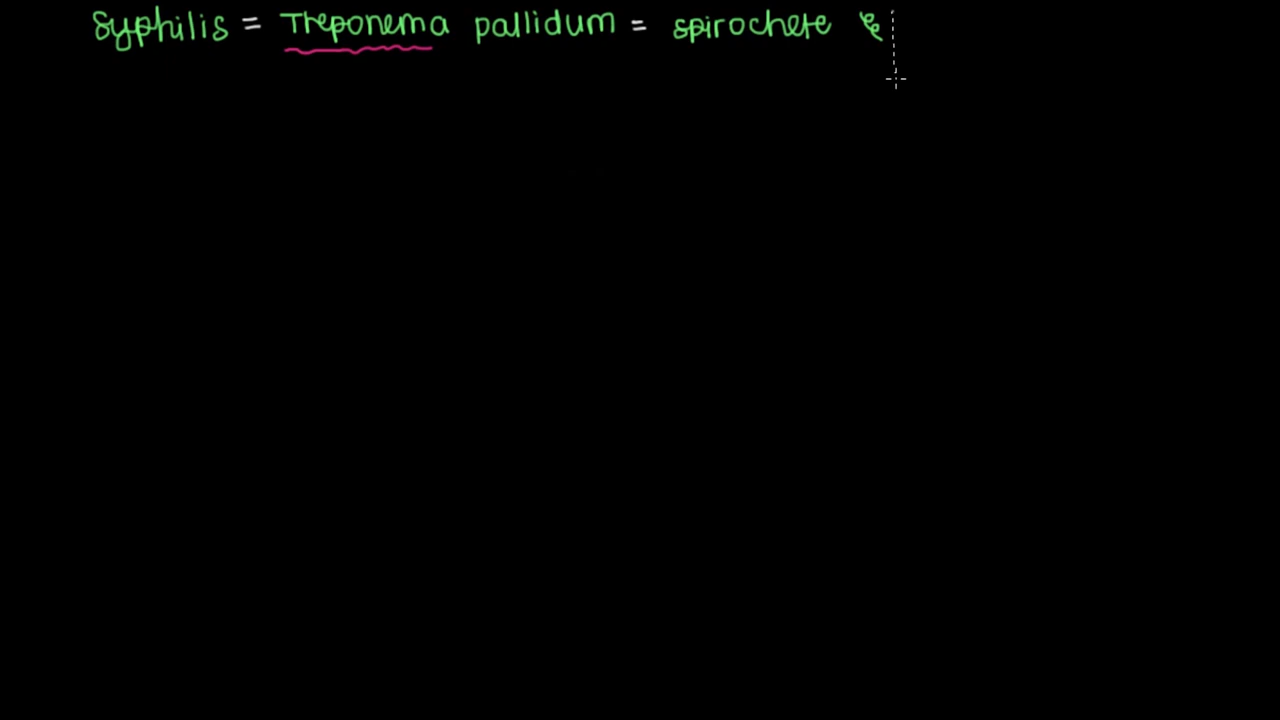 Syphilis = Treponema pallidum = spirochete